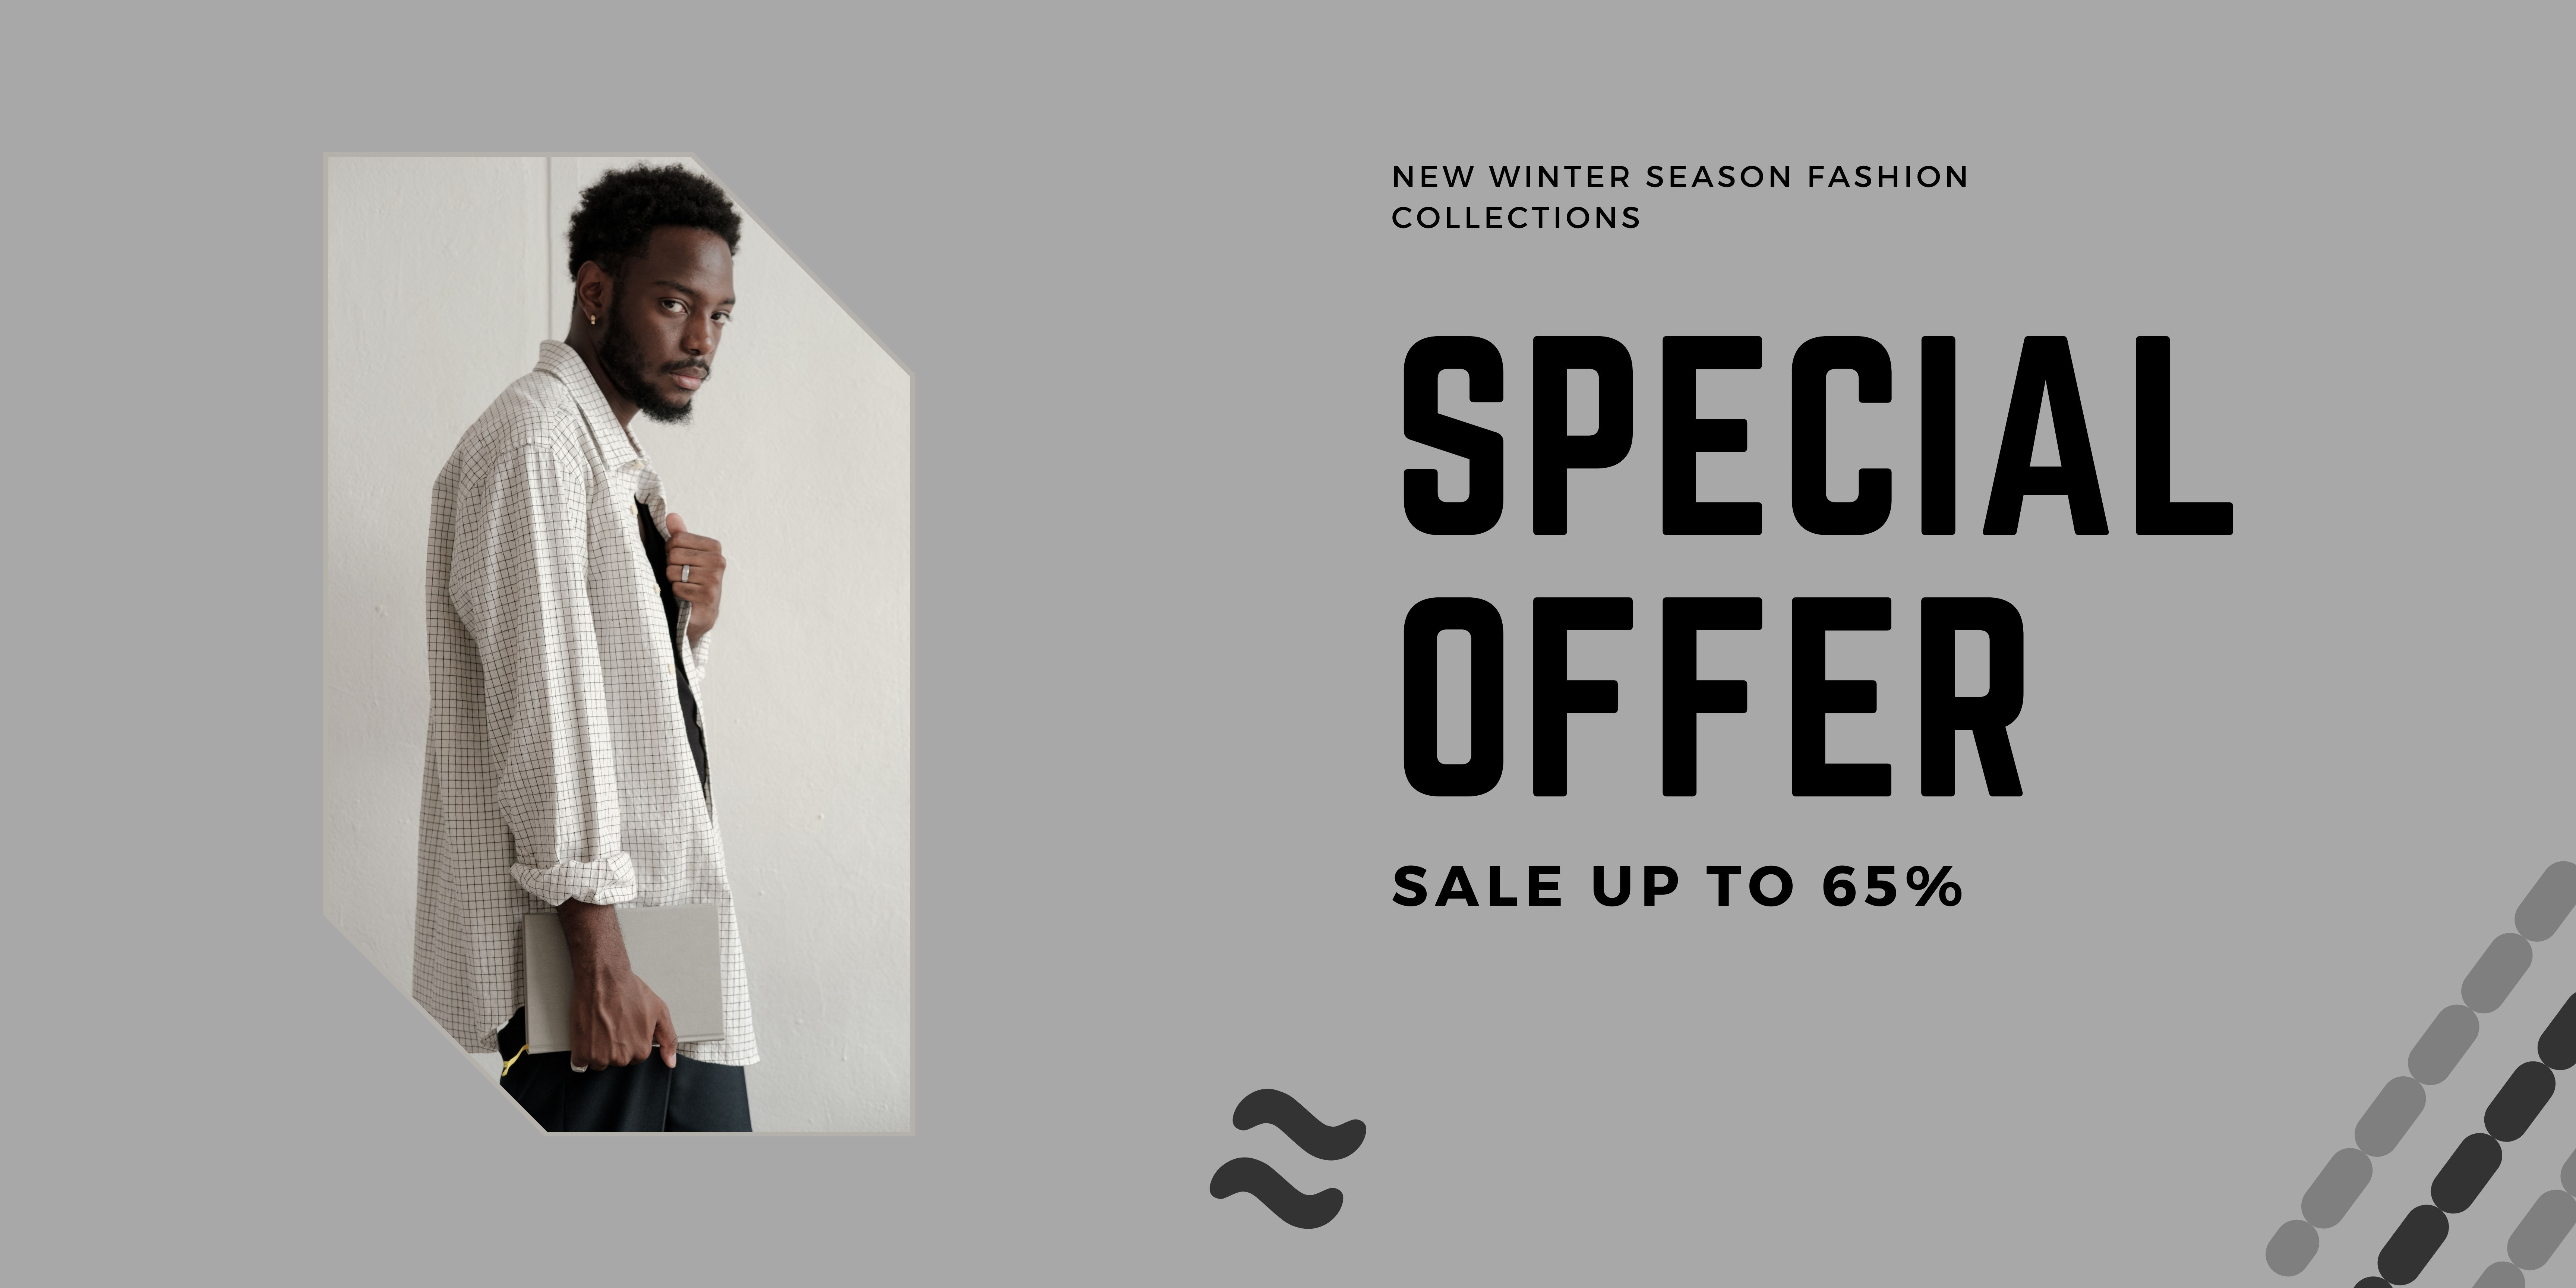 NEW WINTER SEASON FASHION
COLLECTIONS
SPECIAL
OFFER
SALE UP TO 65%